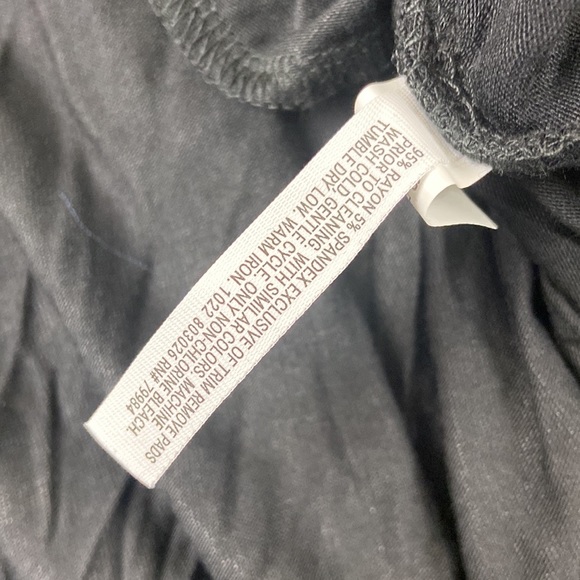 95% RAYON 5% SPANDEX EXCLUSIVE OF TRIM REMOVE PADS
PRIOR TO CLEANING. WITH SIMILAR COLORS. MACHINE
WASH COLD. GENTLE CYCLE. ONLY NON-CHLORINE BLEACH.
TUMBLE DRY LOW. WARM IRON. 1022 803026 RN# 79984